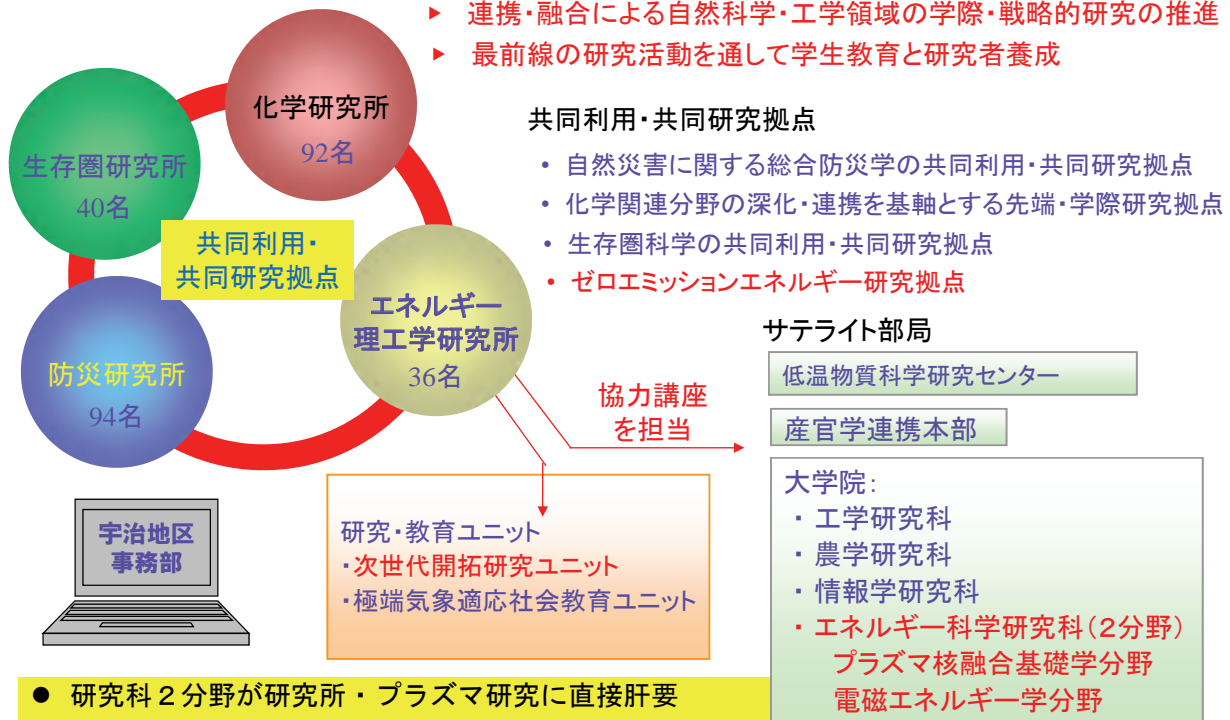 ▶ 連携・融合による自然科学・工学領域の学際・戦略的研究の推進
▶ 最前線の研究活動を通して学生教育と研究者養成
化学研究所
92名
生存圏研究所
40名
共同利用・
共同研究拠点
エネルギー
理工学研究所
36名
防災研究所
94名
共同利用・共同研究拠点
• 自然災害に関する総合防災学の共同利用・共同研究拠点
• 化学関連分野の深化・連携を基軸とする先端・学際研究拠点
• 生存圏科学の共同利用・共同研究拠点
• ゼロエミッションエネルギー研究拠点
サテライト部局
低温物質科学研究センター
産官学連携本部
協力講座
を担当
大学院：
・工学研究科
・農学研究科
・情報学研究科
・エネルギー科学研究科（２分野）
プラズマ核融合基礎学分野
電磁エネルギー学分野
研究・教育ユニット
・次世代開拓研究ユニット
・極端気象適応社会教育ユニット
宇治地区
事務部
● 研究科２分野が研究所・プラズマ研究に直接肝要